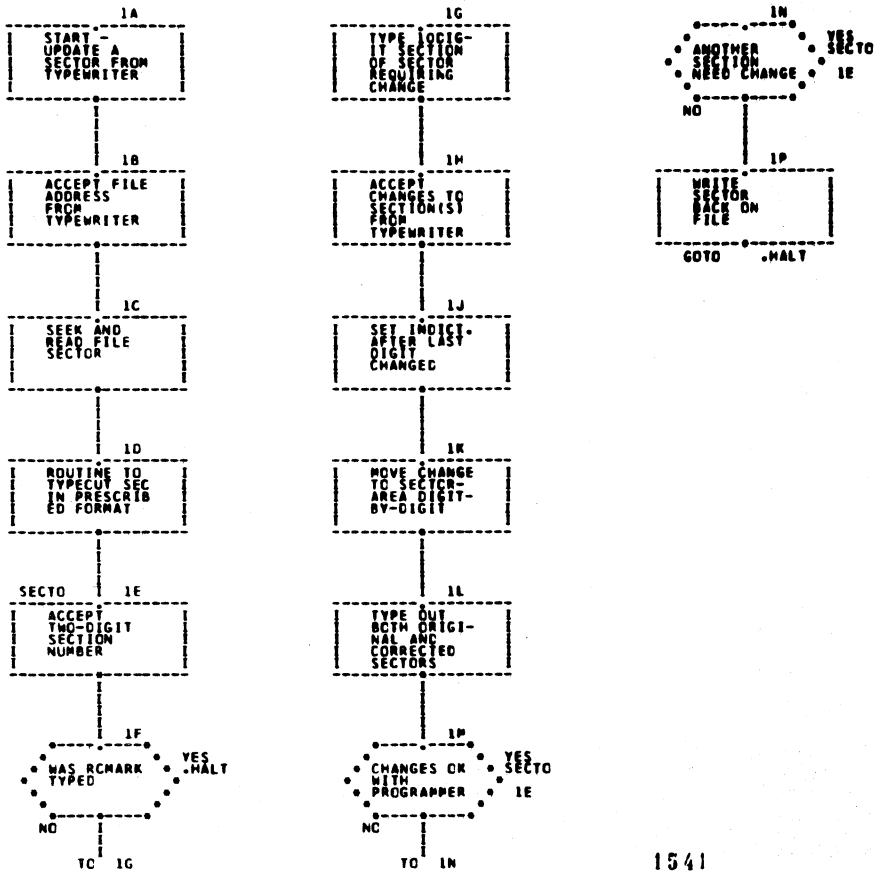 1A
START -
UPDATE A
SECTOR FROM
TYPEWRITER
1B
ACCEPT FILE
ADDRESS
FROM
TYPEWRITER
1C
SEEK AND
READ FILE
SECTOR
1D
ROUTINE TO
TYPECUT SEC
IN PRESCRIB
ED FORMAT
SECTO 1E
ACCEPT
TWO-DIGIT
SECTION
NUMBER
1F
WAS RCMARK
TYPED
YES
.HALT
NO
TO 1G
1G
TYPE 10CIG-
IT SECTION
OF SECTOR
REQUIRING
CHANGE
1H
ACCEPT
CHANGES TO
SECTION(S)
FROM
TYPEWRITER
1J
SET INDICT.
AFTER LAST
DIGIT
CHANGED
1K
MOVE CHANGE
TO SECTCR-
AREA DIGIT-
BY-DIGIT
1L
TYPE OUT
BOTH ORIGI-
NAL AND
CORRECTED
SECTORS
1M
CHANGES OK
WITH
PROGRAMMER
YES
SECTO
1E
NC
TO 1N
1N
ANOTHER
SECTION
NEED CHANGE
YES
SECTO
1E
NO
1P
WRITE
SECTOR
BACK ON
FILE
GOTO .HALT
1541